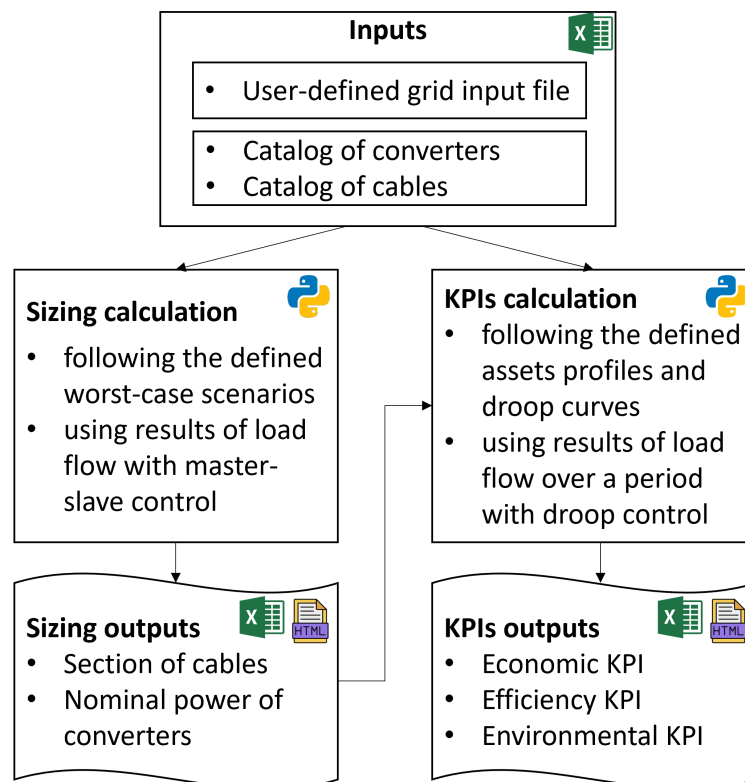 Inputs
X
• User-defined grid input file
• Catalog of converters
• Catalog of cables
Sizing calculation
• following the defined
worst-case scenarios
• using results of load
flow with master-
slave control
KPIs calculation
• following the defined
assets profiles and
droop curves
• using results of load
flow over a period
with droop control
Sizing outputs
X
HTML
• Section of cables
• Nominal power of
converters
KPIs outputs
X
HTML
• Economic KPI
• Efficiency KPI
• Environmental KPI